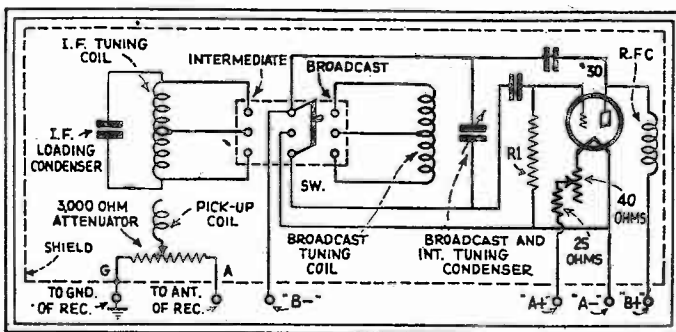 I.F. TUNING
COIL
INTERMEDIATE
BROADCAST
'30
R.FC
I.F.
LOADING
CONDENSER
SW.
R1
3,000 OHM
ATTENUATOR
PICK-UP
COIL
BROADCAST
TUNING
COIL
BROADCAST AND
INT. TUNING
CONDENSER
40
OHMS
25
OHMS
SHIELD
G
A
TO GND.
OF REC.
TO ANT.
OF REC.
"B-"
"A+"
"A-"
"B+"